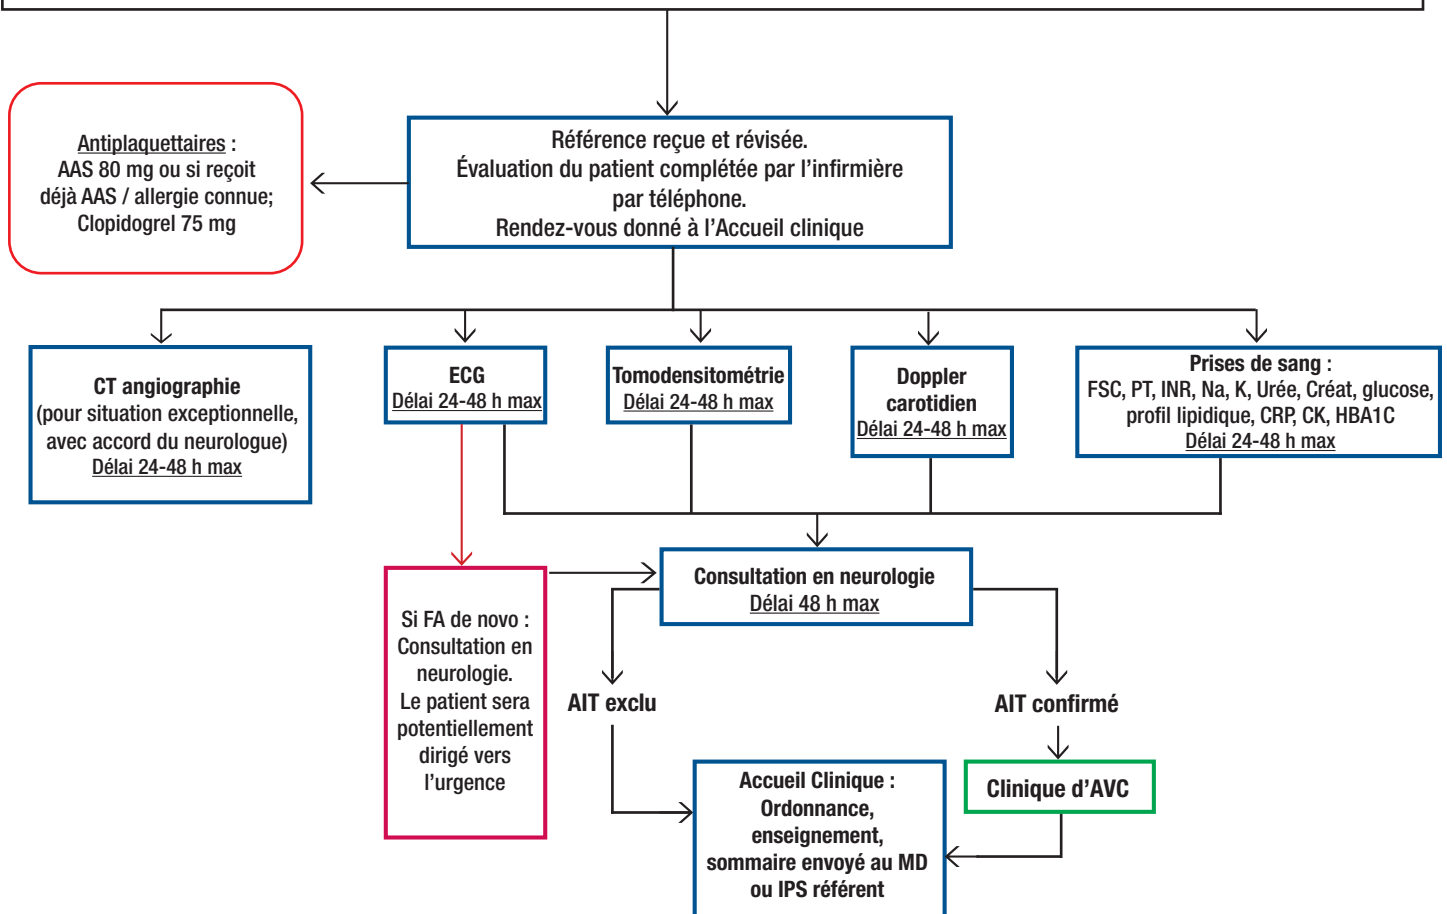 Antiplaquettaires :
AAS 80 mg ou si reçoit
déjà AAS / allergie connue;
Clopidogrel 75 mg
Référence reçue et révisée.
Évaluation du patient complétée par l’infirmière
par téléphone.
Rendez-vous donné à l’Accueil clinique
CT angiographie
(pour situation exceptionnelle,
avec accord du neurologue)
Délai 24-48 h max
ECG
Délai 24-48 h max
Tomodensitométrie
Délai 24-48 h max
Doppler
carotidien
Délai 24-48 h max
Prises de sang :
FSC, PT, INR, Na, K, Urée, Créat, glucose,
profil lipidique, CRP, CK, HBA1C
Délai 24-48 h max
Si FA de novo :
Consultation en
neurologie.
Le patient sera
potentiellement
dirigé vers
l’urgence
Consultation en neurologie
Délai 48 h max
AIT exclu
AIT confirmé
Clinique d’AVC
Accueil Clinique :
Ordonnance,
enseignement,
sommaire envoyé au MD
ou IPS référent